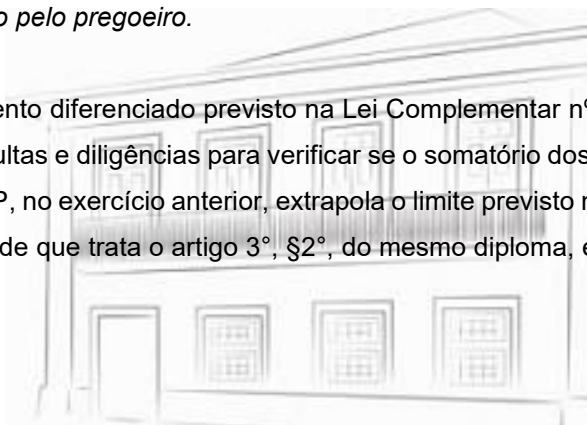 o pelo pregoeiro.
ento diferenciado previsto na Lei Complementar nº
ultas e diligências para verificar se o somatório dos
P, no exercício anterior, extrapola o limite previsto n
de que trata o artigo 3°, §2°, do mesmo diploma, e